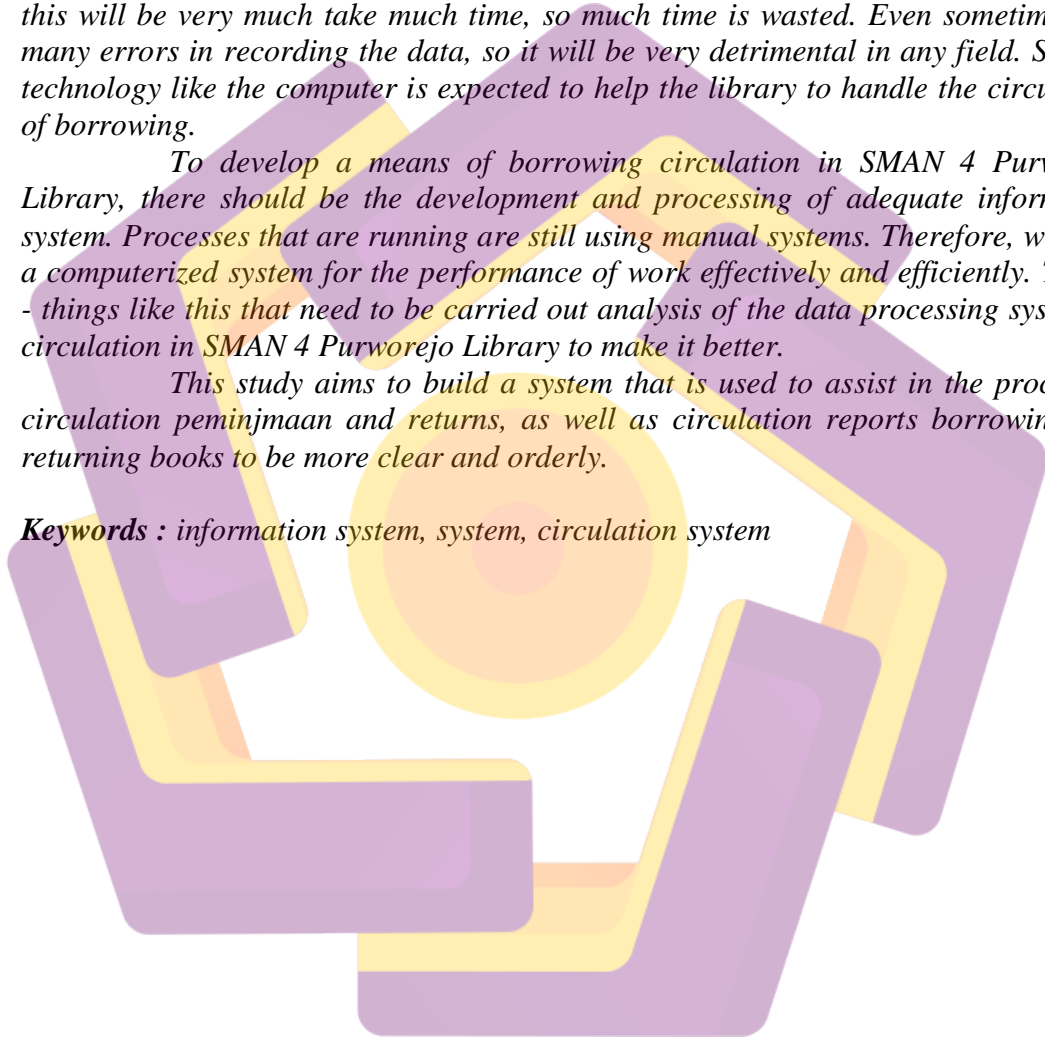 this will be very much take much time, so much time is wasted. Even sometim
many errors in recording the data, so it will be very detrimental in any field. S
technology like the computer is expected to help the library to handle the circu
of borrowing.
To develop a means of borrowing circulation in SMAN 4 Purw
Library, there should be the development and processing of adequate inform
system. Processes that are running are still using manual systems. Therefore, w
a computerized system for the performance of work effectively and efficiently.
- things like this that need to be carried out analysis of the data processing sys
circulation in SMAN 4 Purworejo Library to make it better.
This study aims to build a system that is used to assist in the proc
circulation peminjmaan and returns, as well as circulation reports borrowin
returning books to be more clear and orderly.
Keywords : information system, system, circulation system